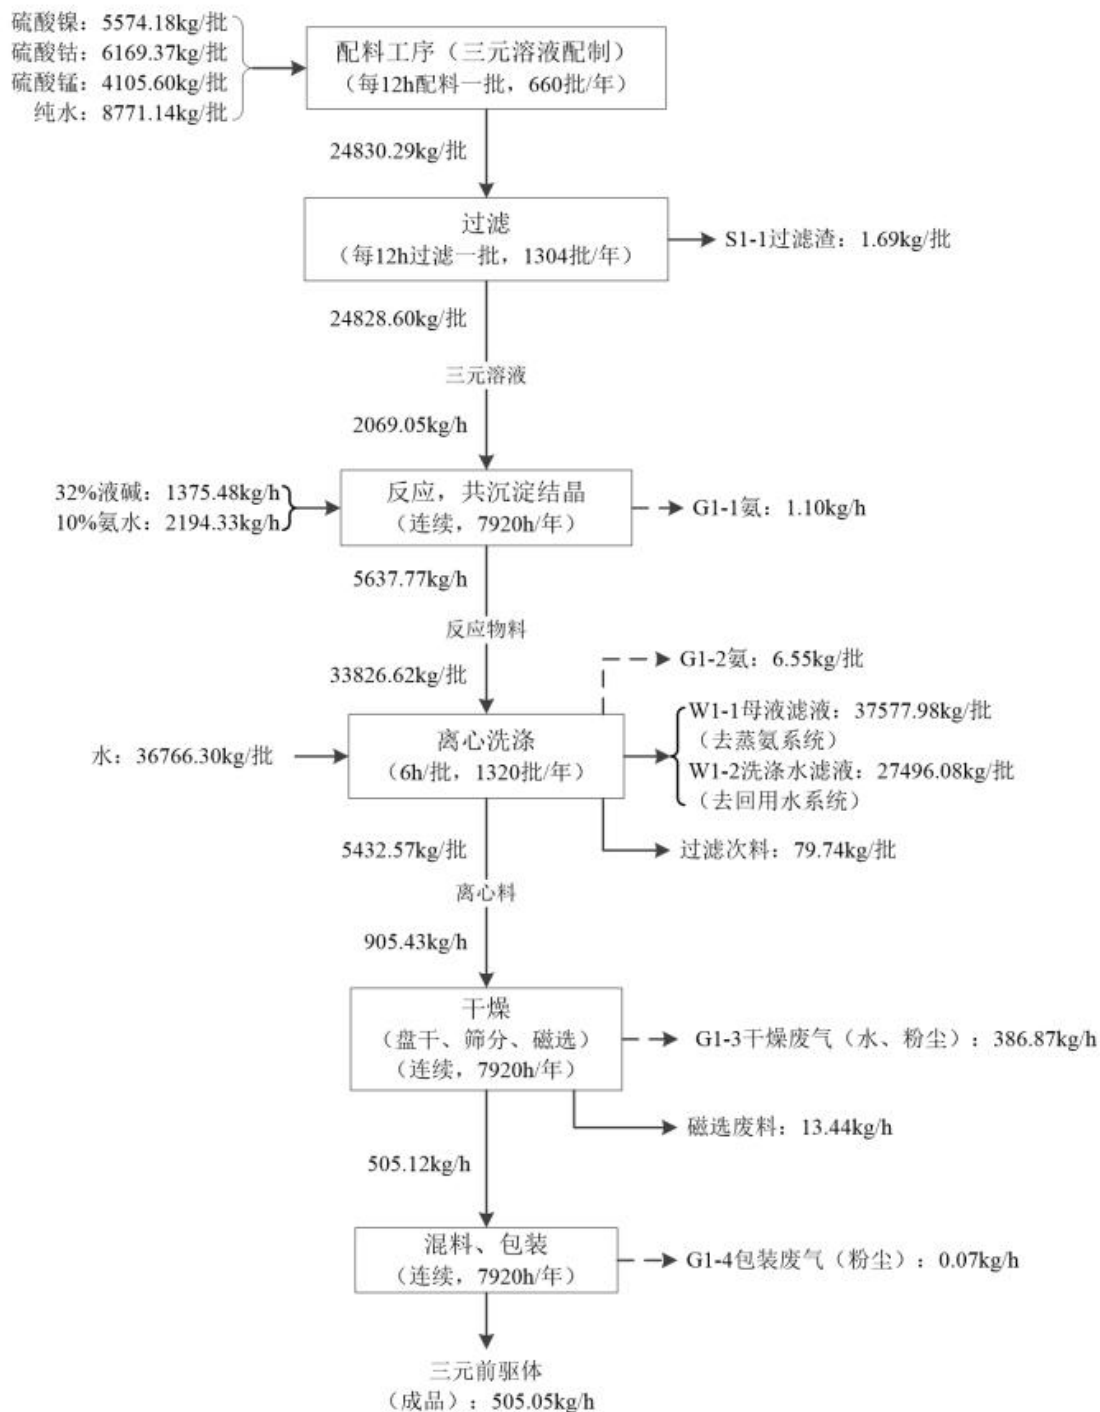 硫酸镍：5574.18kg/批
硫酸钴：6169.37kg/批
硫酸锰：4105.60kg/批
纯水：8771.14kg/批
配料工序（三元溶液配制）
（每12h配料一批，660批/年）
24830.29kg/批
过滤
（每12h过滤一批，1304批/年）
S1-1过滤渣：1.69kg/批
24828.60kg/批
三元溶液
2069.05kg/h
32%液碱：1375.48kg/h
10%氨水：2194.33kg/h
反应，共沉淀结晶
（连续，7920h/年）
G1-1氨：1.10kg/h
5637.77kg/h
反应物料
33826.62kg/批
G1-2氨：6.55kg/批
水：36766.30kg/批
离心洗涤
（6h/批，1320批/年）
W1-1母液滤液：37577.98kg/批
（去蒸氨系统）
W1-2洗涤水滤液：27496.08kg/批
（去回用水系统）
过滤次料：79.74kg/批
5432.57kg/批
离心料
905.43kg/h
干燥
（盘干、筛分、磁选）
（连续，7920h/年）
G1-3干燥废气（水、粉尘）：386.87kg/h
磁选废料：13.44kg/h
505.12kg/h
混料、包装
（连续，7920h/年）
G1-4包装废气（粉尘）：0.07kg/h
三元前驱体
（成品）：505.05kg/h